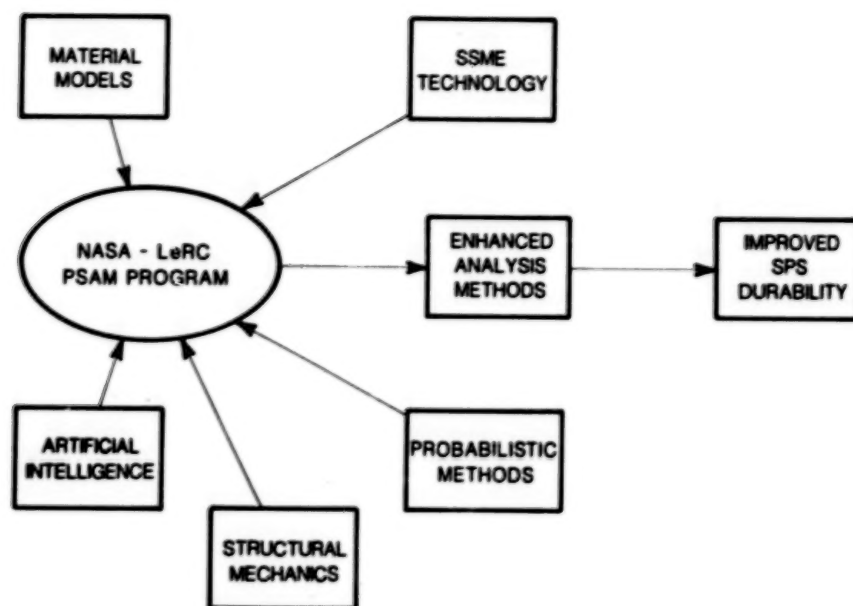 MATERIAL
MODELS
SSME
TECHNOLOGY
NASA - LeRC
PSAM PROGRAM
ENHANCED
ANALYSIS
METHODS
IMPROVED
SPS
DURABILITY
ARTIFICIAL
INTELLIGENCE
PROBABILISTIC
METHODS
STRUCTURAL
MECHANICS